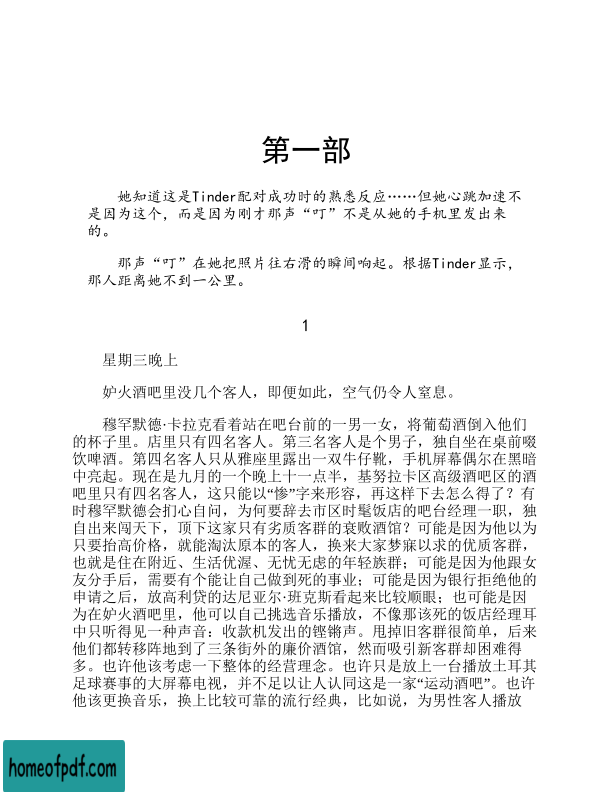 第一部
她知道这是Tinder配对成功时的熟悉反应……但她心跳加速不
是因为这个，而是因为刚才那声“叮”不是从她的手机里发出来
的。
那声“叮”在她把照片往右滑的瞬间响起。根据Tinder显示，
那人距离她不到一公里。
1
星期三晚上
妒火酒吧里没几个客人，即便如此，空气仍令人窒息。
穆罕默德·卡拉克看着站在吧台前的一男一女，将葡萄酒倒入他们
的杯子里。店里只有四名客人。第三名客人是个男子，独自坐在桌前啜
饮啤酒。第四名客人只从雅座里露出一双牛仔靴，手机屏幕偶尔在黑暗
中亮起。现在是九月的一个晚上十一点半，基努拉卡区高级酒吧区的酒
吧里只有四名客人，这只能以“惨”字来形容，再这样下去怎么得了？有
时穆罕默德会扪心自问，为何要辞去市区时髦饭店的吧台经理一职，独
自出来闯天下，顶下这家只有劣质客群的衰败酒馆？可能是因为他以为
只要抬高价格，就能淘汰原本的客人，换来大家梦寐以求的优质客群，
也就是住在附近、生活优渥、无忧无虑的年轻族群；可能是因为他跟女
友分手后，需要有个能让自己做到死的事业；可能是因为银行拒绝他的
申请之后，放高利贷的达尼亚尔·班克斯看起来比较顺眼；也可能是因
为在妒火酒吧里，他可以自己挑选音乐播放，不像那该死的饭店经理耳
中只听得见一种声音：收款机发出的铿锵声。甩掉旧客群很简单，后来
他们都转移阵地到了三条街外的廉价酒馆，然而吸引新客群却困难得
多。也许他该考虑一下整体的经营理念。也许只是放上一台播放土耳其
足球赛事的大屏幕电视，并不足以让人认同这是一家“运动酒吧”。也许
他该更换音乐，换上比较可靠的流行经典，比如说，为男性客人播放
homeofpdf.com